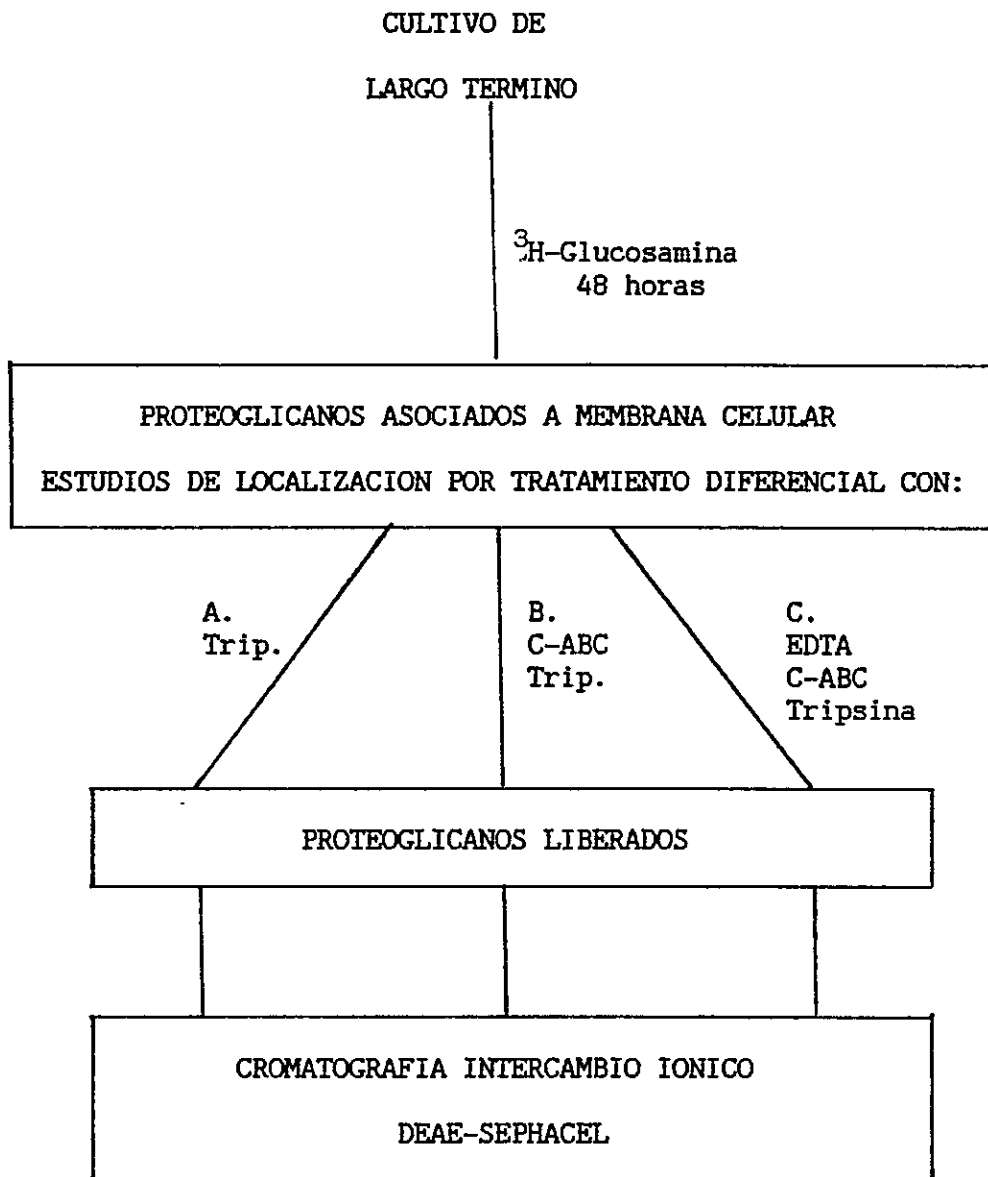 CULTIVO DE
LARGO TERMINO
³H-Glucosamina
48 horas
PROTEOGLICANOS ASOCIADOS A MEMBRANA CELULAR
ESTUDIOS DE LOCALIZACION POR TRATAMIENTO DIFERENCIAL CON:
A.
Trip.
B.
C-ABC
Trip.
C.
EDTA
C-ABC
Tripsina
PROTEOGLICANOS LIBERADOS
CROMATOGRAFIA INTERCAMBIO IONICO
DEAE-SEPHACEL